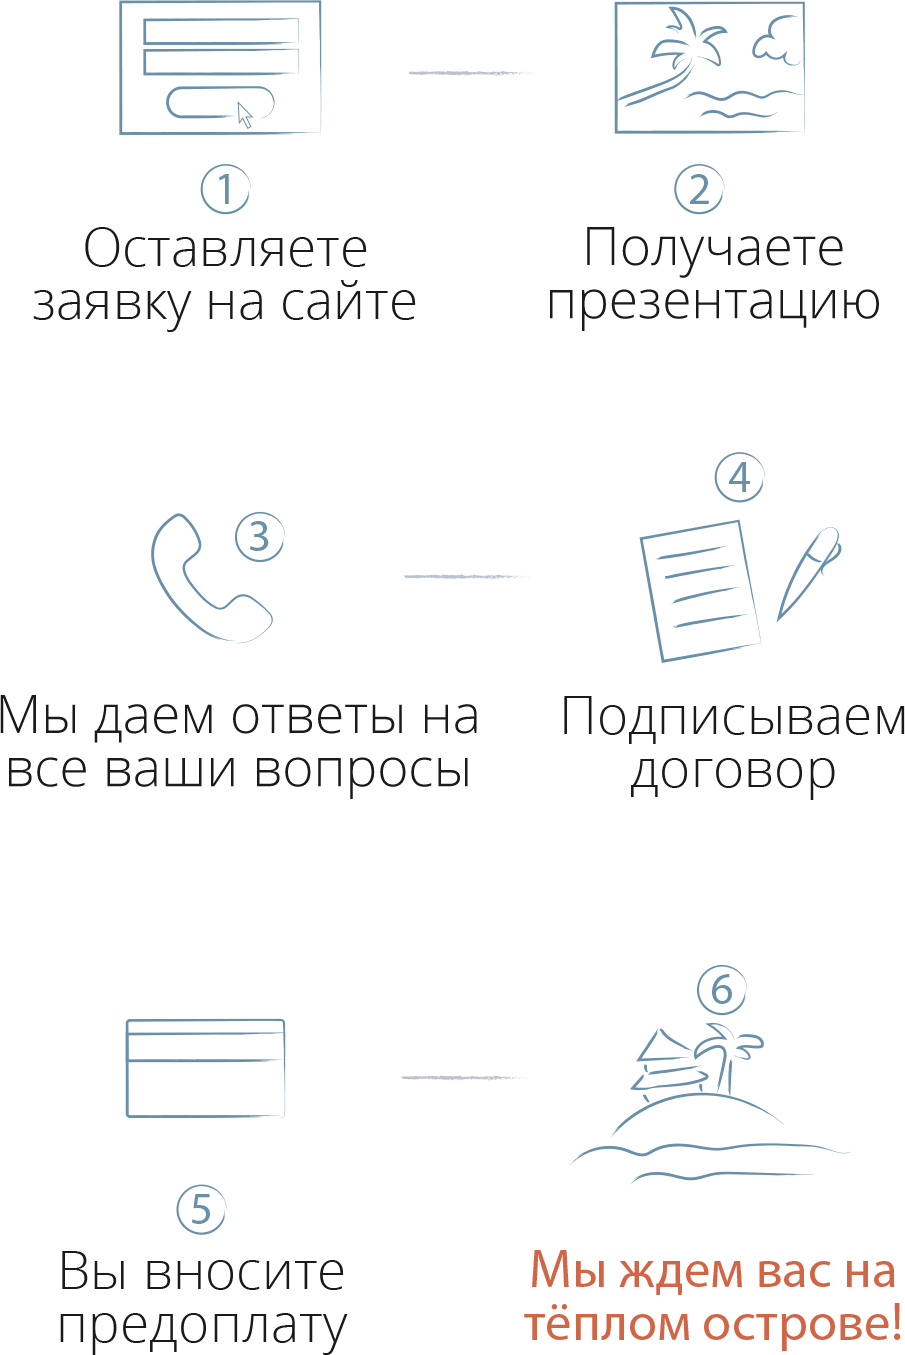 1
Оставляете
заявку на сайте
2
Получаете
презентацию
3
Мы даем ответы на
все ваши вопросы
4
Подписываем
договор
5
Вы вносите
предоплату
6
Мы ждем вас на
тёплом острове!